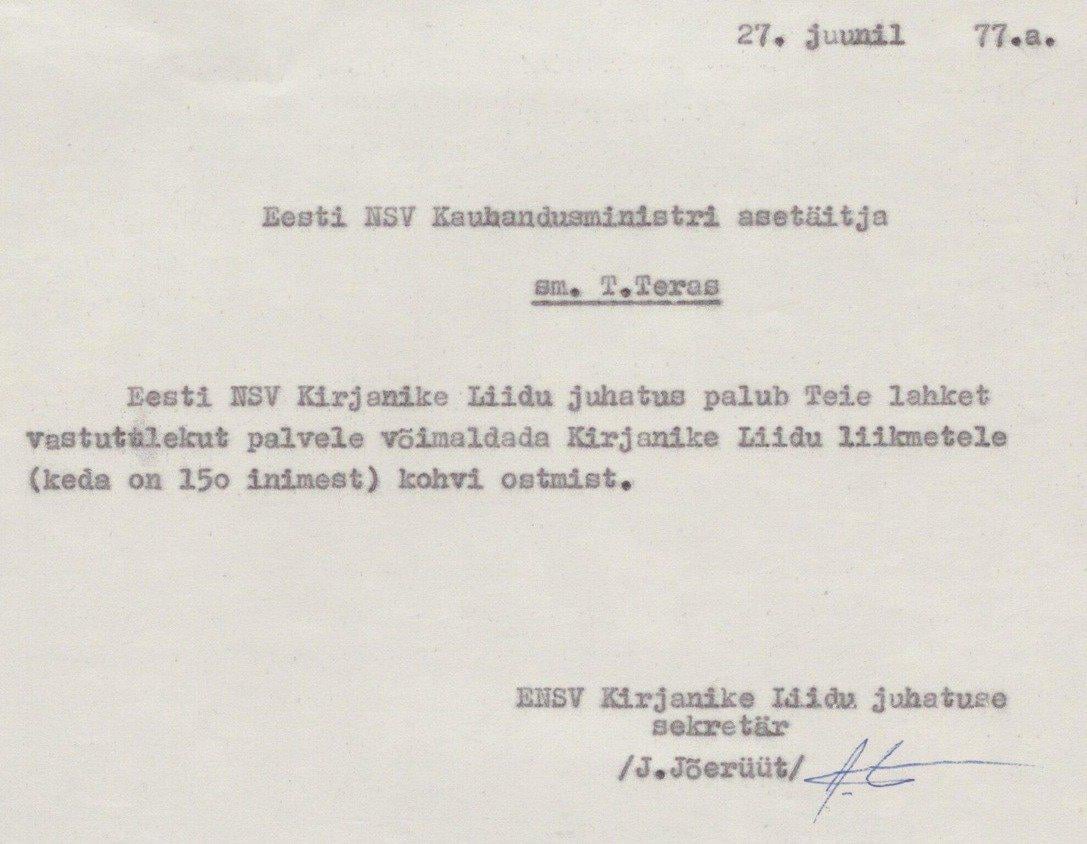 27. juunil 77.a.
Eesti NSV Kauhandusministri asetäitja
sm. T.Teras
Eesti NSV Kirjanike Liidu juhatus palub Teie lahket
vastutulekut palvele võimaldada Kirjanike Liidu liikmetele
(keda on 15o inimest) kohvi ostmist.
ENSV Kirjanike Liidu juhatuse
sekretär
/J.Jõerüüt/